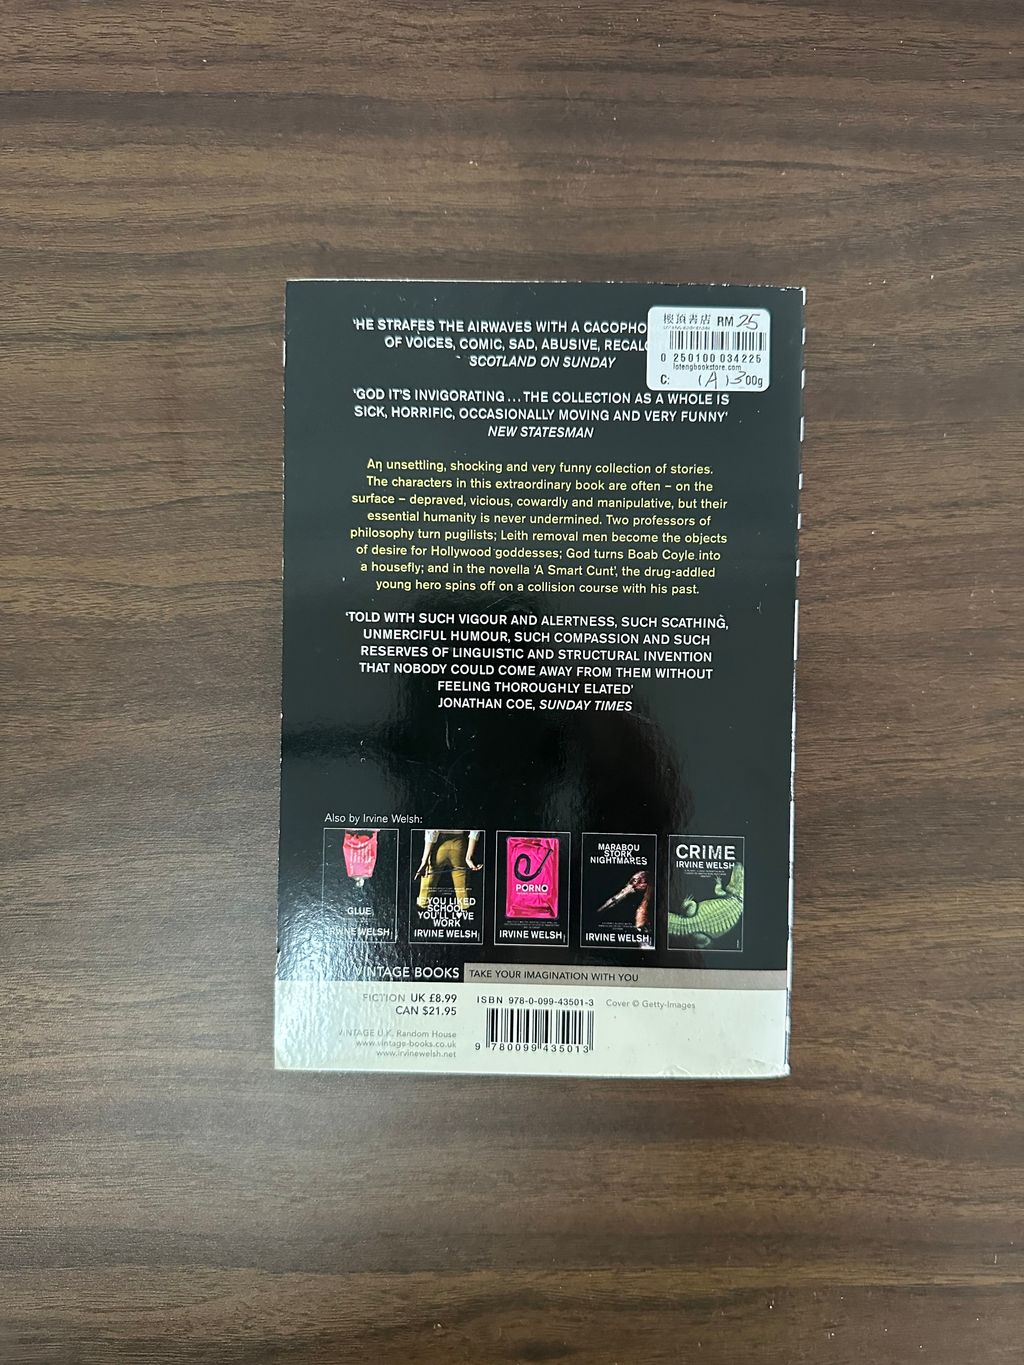 'HE STRAFES THE AIRWAVES WITH A
OF VOICES, COMIC, SAD, ABUSIVE,
SCOTLAND ON SUNDAY
樓頂書店 RM 25
0 250100 034225
lotengbookstore.com
C: (A) 300g
'GOD IT'S INVIGORATING... THE COLLECTION AS A WHOLE IS
SICK, HORRIFIC, OCCASIONALLY MOVING AND VERY FUNNY'
NEW STATESMAN
An unsettling, shocking and very funny collection of stories.
The characters in this extraordinary book are often – on the
surface – depraved, vicious, cowardly and manipulative, but their
essential humanity is never undermined. Two professors of
philosophy turn pugilists; Leith removal men become the objects
of desire for Hollywood goddesses; God turns Boab Coyle into
a housefly; and in the novella 'A Smart Cunt', the drug-addled
young hero spins off on a collision course with his past.
'TOLD WITH SUCH VIGOUR AND ALERTNESS, SUCH SCATHING,
UNMERCIFUL HUMOUR, SUCH COMPASSION AND SUCH
RESERVES OF LINGUISTIC AND STRUCTURAL INVENTION
THAT NOBODY COULD COME AWAY FROM THEM WITHOUT
FEELING THOROUGHLY ELATED'
JONATHAN COE, SUNDAY TIMES
Also by Irvine Welsh:
GLUE
IRVINE WELSH
IF YOU LIKED
SCHOOL
YOU'LL LOVE
WORK
IRVINE WELSH
PORNO
IRVINE WELSH
MARABOU
STORK
NIGHTMARES
IRVINE WELSH
CRIME
IRVINE WELSH
VINTAGE BOOKS TAKE YOUR IMAGINATION WITH YOU
FICTION UK £8.99
CAN $21.95
VINTAGE U.K. Random House
www.vintage-books.co.uk
www.irvinewelsh.net
ISBN 978-0-099-43501-3
9 780099 435013
Cover © Getty-Images